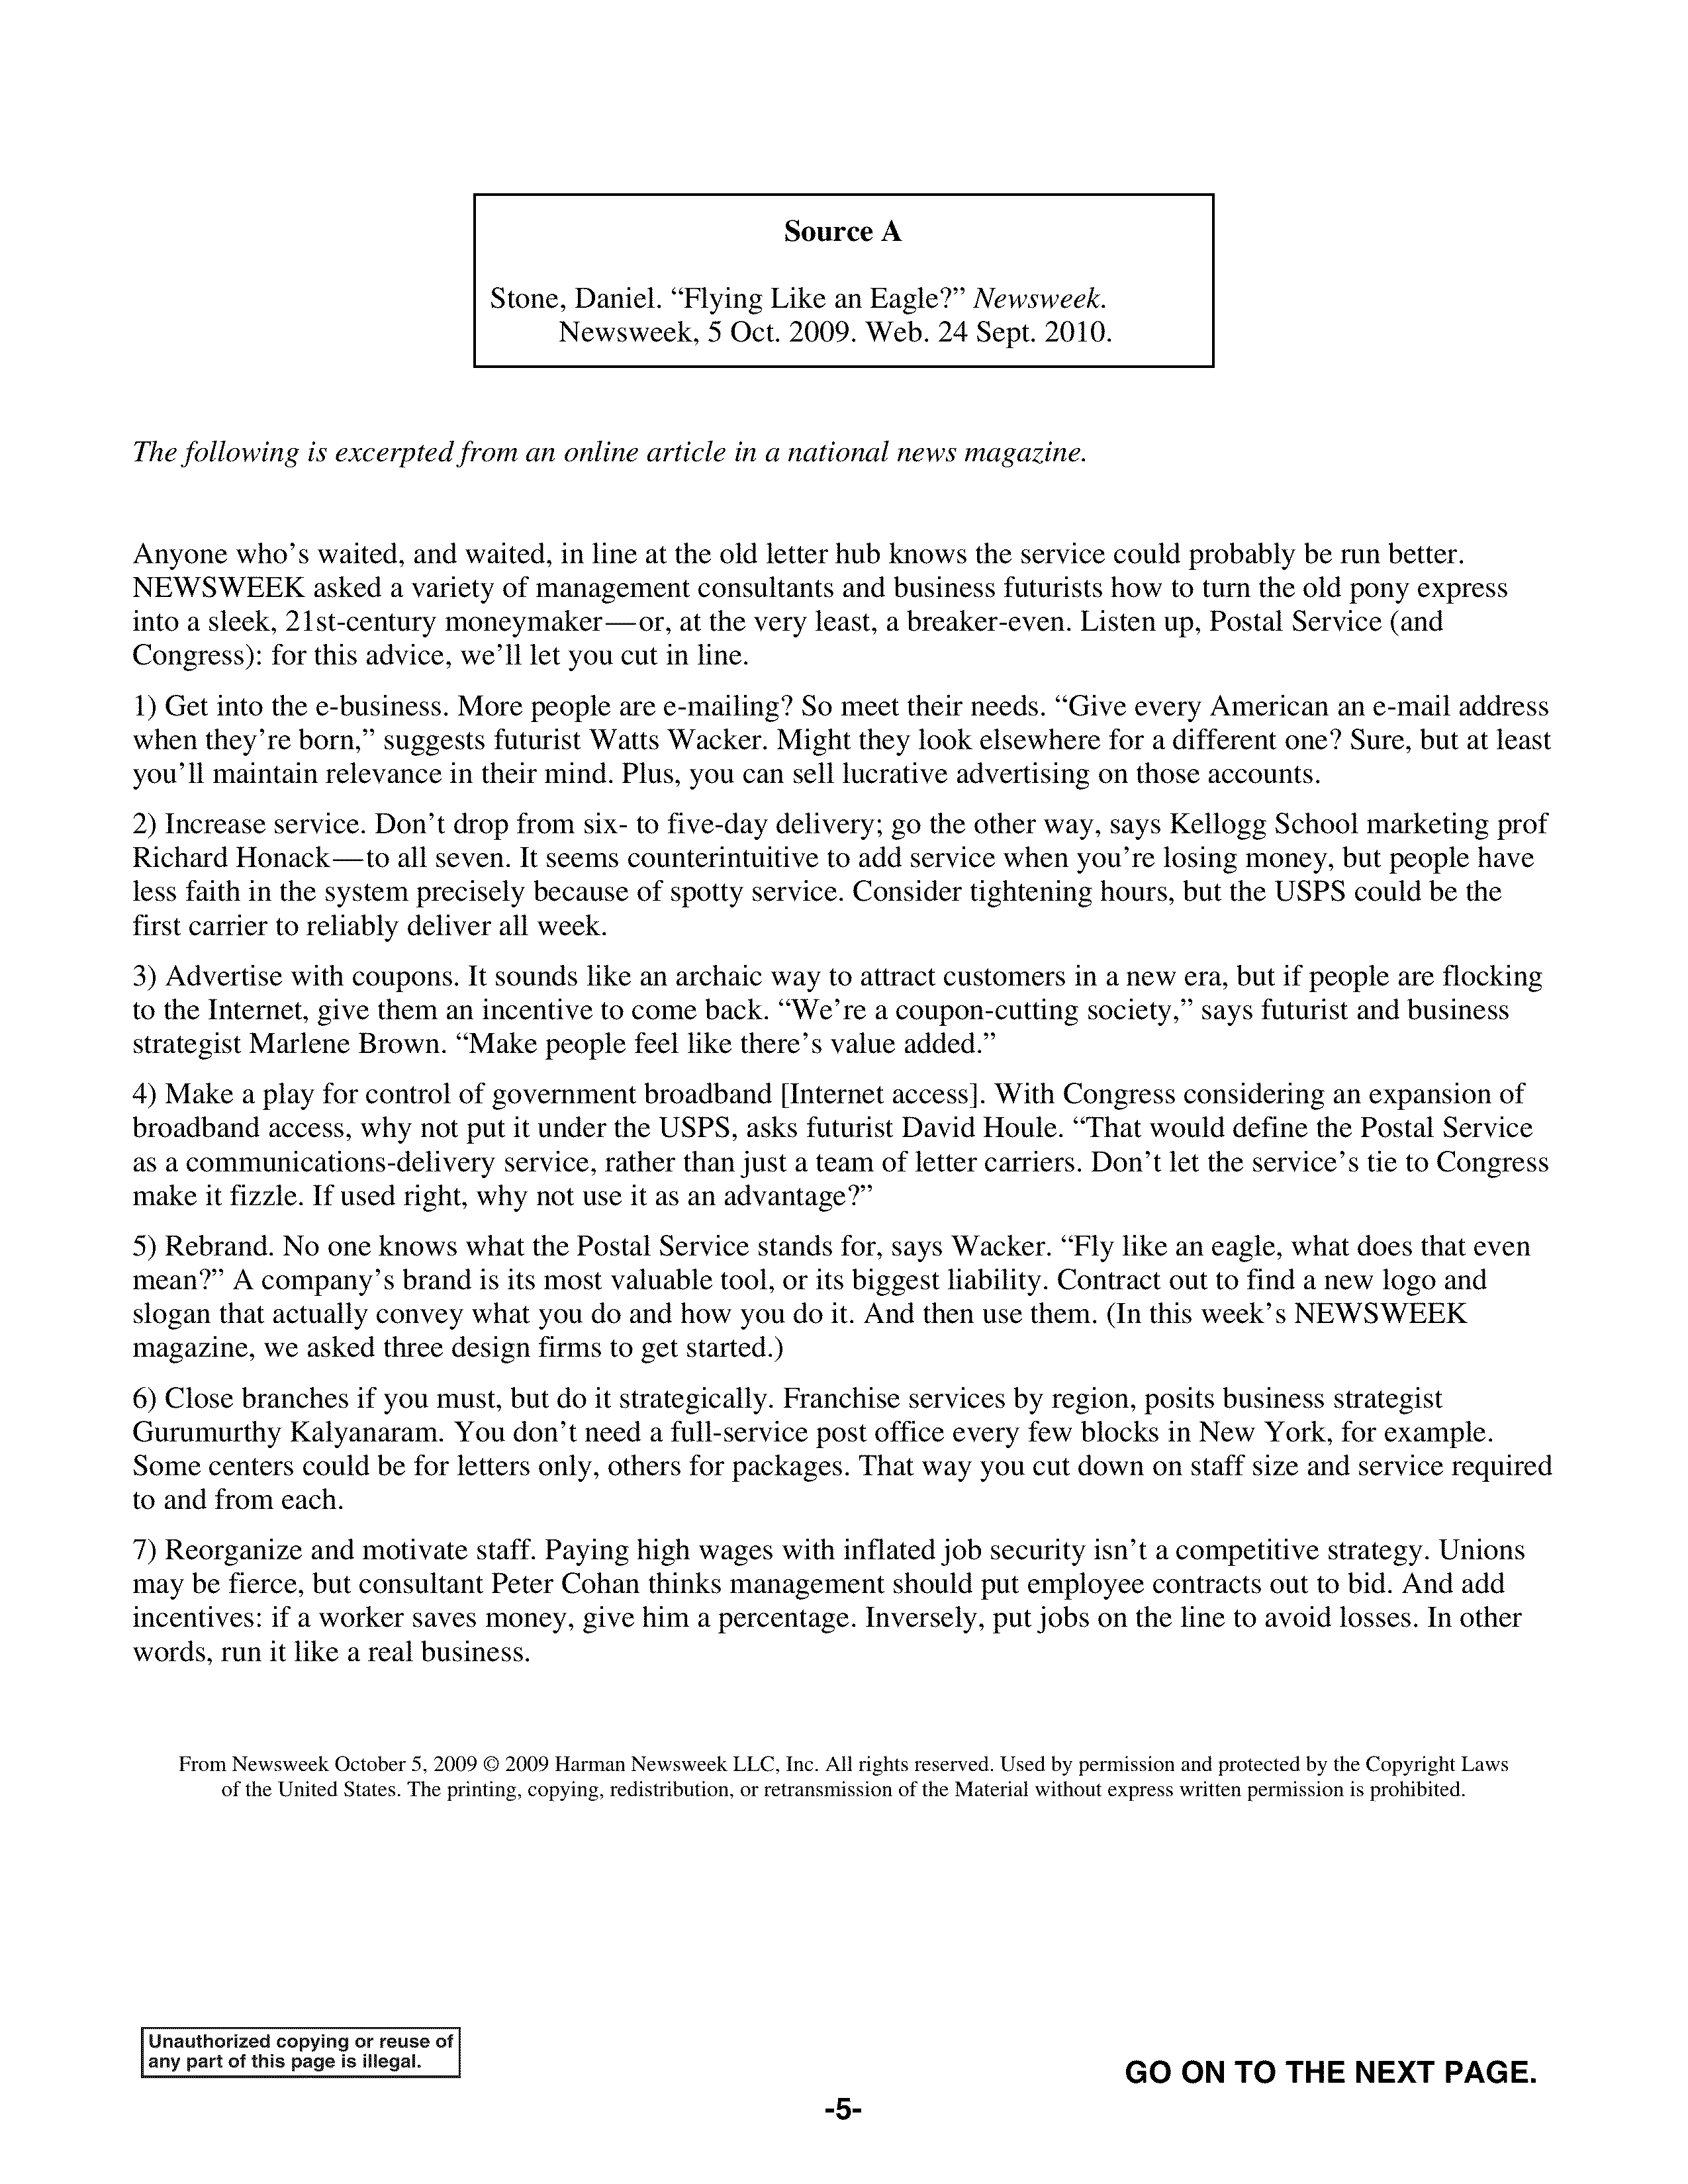 Source A
Stone, Daniel. “Flying Like an Eagle?” Newsweek.
Newsweek, 5 Oct. 2009. Web. 24 Sept. 2010.
The following is excerpted from an online article in a national news magazine.
Anyone who’s waited, and waited, in line at the old letter hub knows the service could probably be run better.
NEWSWEEK asked a variety of management consultants and business futurists how to turn the old pony express
into a sleek, 21st-century moneymaker—or, at the very least, a breaker-even. Listen up, Postal Service (and
Congress): for this advice, we’ll let you cut in line.
1) Get into the e-business. More people are e-mailing? So meet their needs. “Give every American an e-mail address
when they’re born,” suggests futurist Watts Wacker. Might they look elsewhere for a different one? Sure, but at least
you’ll maintain relevance in their mind. Plus, you can sell lucrative advertising on those accounts.
2) Increase service. Don’t drop from six- to five-day delivery; go the other way, says Kellogg School marketing prof
Richard Honack—to all seven. It seems counterintuitive to add service when you’re losing money, but people have
less faith in the system precisely because of spotty service. Consider tightening hours, but the USPS could be the
first carrier to reliably deliver all week.
3) Advertise with coupons. It sounds like an archaic way to attract customers in a new era, but if people are flocking
to the Internet, give them an incentive to come back. “We’re a coupon-cutting society,” says futurist and business
strategist Marlene Brown. “Make people feel like there’s value added.”
4) Make a play for control of government broadband [Internet access]. With Congress considering an expansion of
broadband access, why not put it under the USPS, asks futurist David Houle. “That would define the Postal Service
as a communications-delivery service, rather than just a team of letter carriers. Don’t let the service’s tie to Congress
make it fizzle. If used right, why not use it as an advantage?”
5) Rebrand. No one knows what the Postal Service stands for, says Wacker. “Fly like an eagle, what does that even
mean?” A company’s brand is its most valuable tool, or its biggest liability. Contract out to find a new logo and
slogan that actually convey what you do and how you do it. And then use them. (In this week’s NEWSWEEK
magazine, we asked three design firms to get started.)
6) Close branches if you must, but do it strategically. Franchise services by region, posits business strategist
Gurumurthy Kalyanaram. You don’t need a full-service post office every few blocks in New York, for example.
Some centers could be for letters only, others for packages. That way you cut down on staff size and service required
to and from each.
7) Reorganize and motivate staff. Paying high wages with inflated job security isn’t a competitive strategy. Unions
may be fierce, but consultant Peter Cohan thinks management should put employee contracts out to bid. And add
incentives: if a worker saves money, give him a percentage. Inversely, put jobs on the line to avoid losses. In other
words, run it like a real business.
From Newsweek October 5, 2009 © 2009 Harman Newsweek LLC, Inc. All rights reserved. Used by permission and protected by the Copyright Laws
of the United States. The printing, copying, redistribution, or retransmission of the Material without express written permission is prohibited.
Unauthorized copying or reuse of
any part of this page is illegal.
GO ON TO THE NEXT PAGE.
-5-